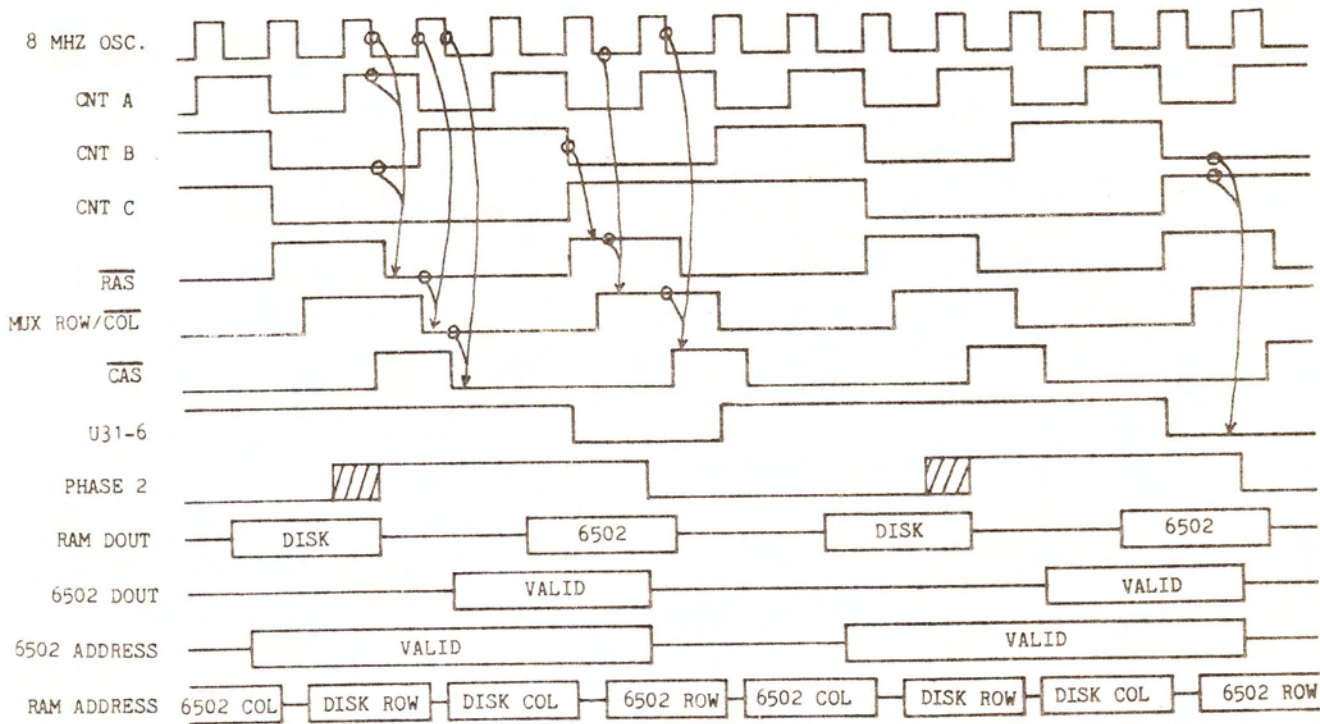 8 MHZ OSC.
CNT A
CNT B
CNT C
RAS
MUX ROW/COL
CAS
U31-6
PHASE 2
RAM DOUT DISK 6502 DISK 6502
6502 DOUT VALID VALID
6502 ADDRESS VALID VALID
RAM ADDRESS 6502 COL DISK ROW DISK COL 6502 ROW 6502 COL DISK ROW DISK COL 6502 ROW